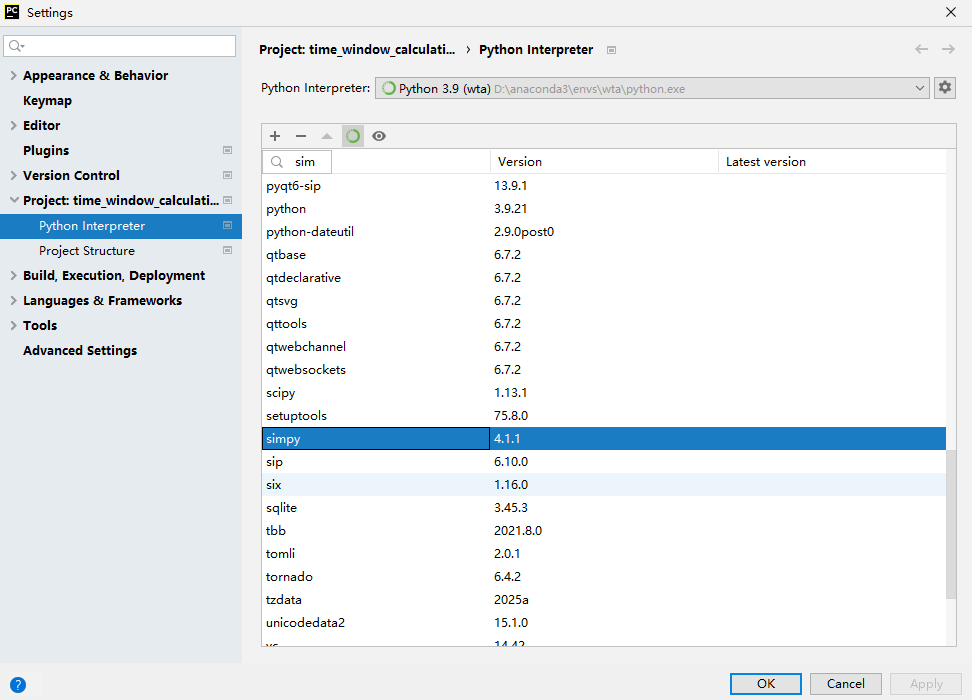 PC Settings
Project: time_window_calculati... › Python Interpreter
Appearance & Behavior
Keymap
Editor
Plugins
Version Control
Project: time_window_calculati...
Python Interpreter
Project Structure
Build, Execution, Deployment
Languages & Frameworks
Tools
Advanced Settings
Python Interpreter: Python 3.9 (wta) D:\anaconda3\envs\wta\python.exe
sim Version Latest version
pyqt6-sip 13.9.1
python 3.9.21
python-dateutil 2.9.0post0
qtbase 6.7.2
qtdeclarative 6.7.2
qtsvg 6.7.2
qttools 6.7.2
qtwebchannel 6.7.2
qtwebsockets 6.7.2
scipy 1.13.1
setuptools 75.8.0
simpy 4.1.1
sip 6.10.0
six 1.16.0
sqlite 3.45.3
tbb 2021.8.0
tomli 2.0.1
tornado 6.4.2
tzdata 2025a
unicodedata2 15.1.0
vc 14.42
? OK Cancel Apply